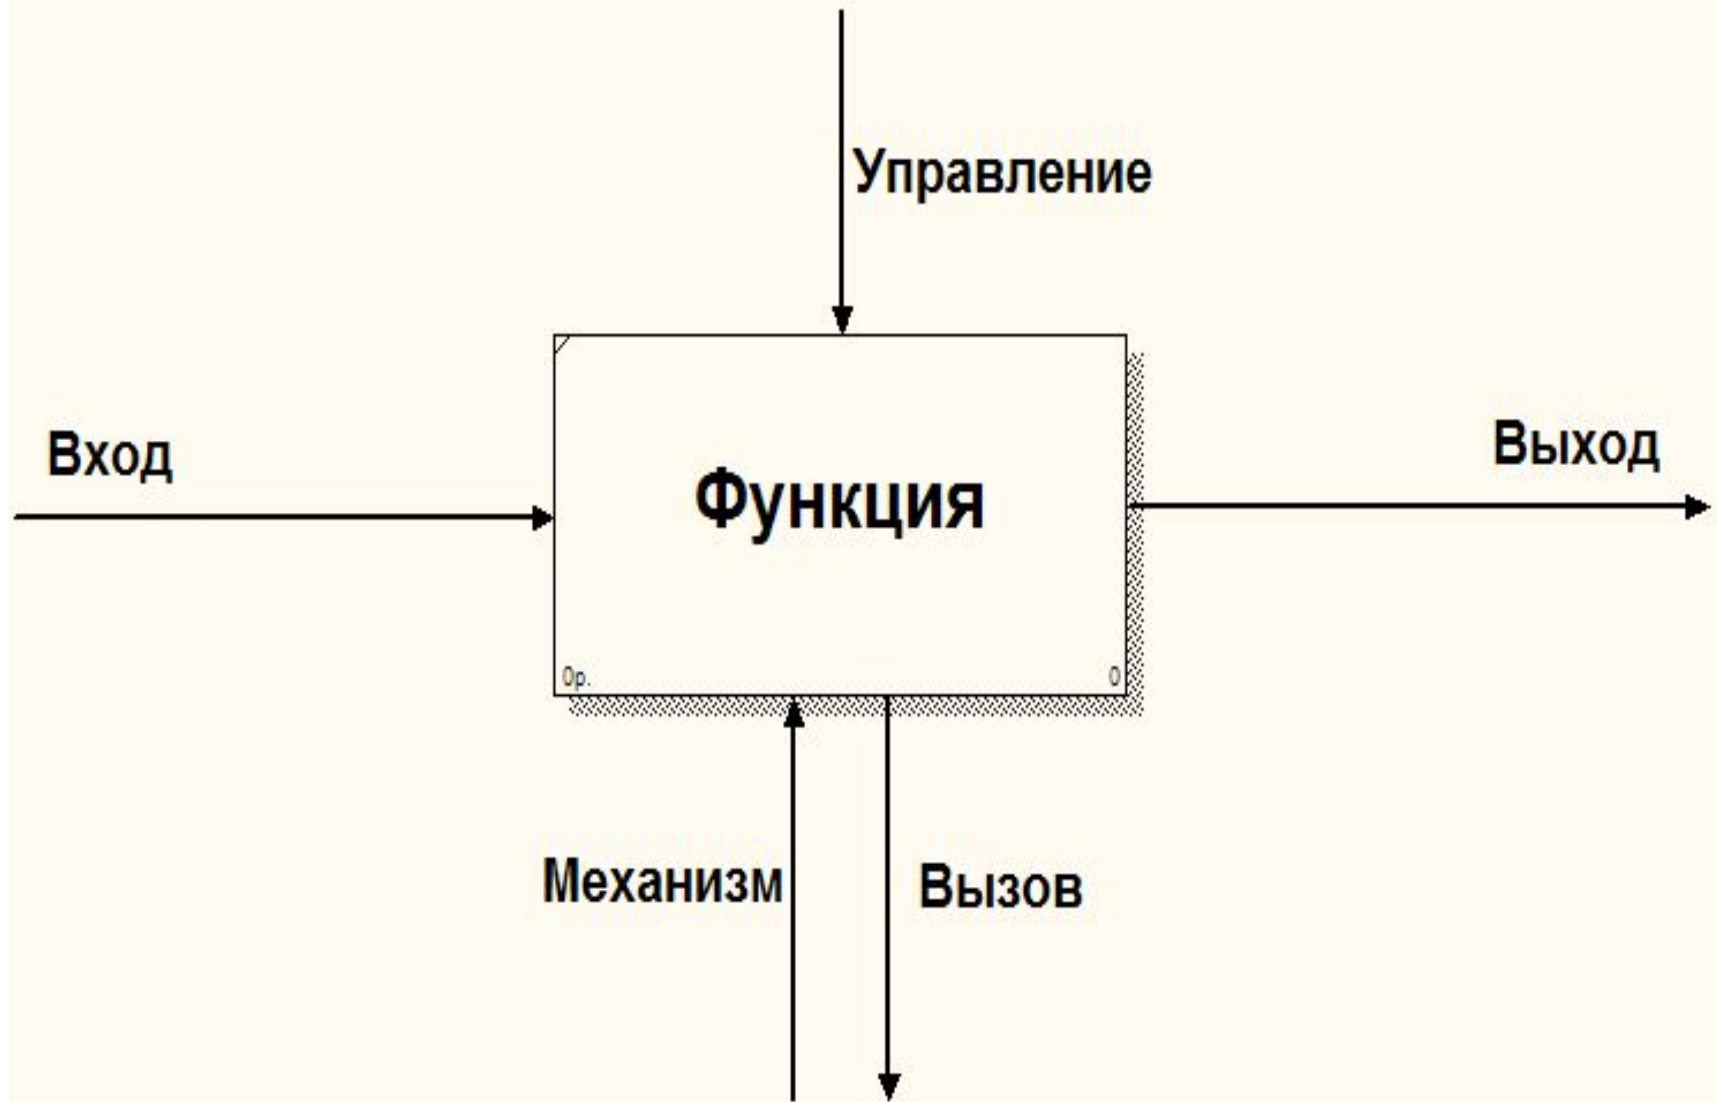 Управление
Вход
Выход
Функция
0р.
0
Механизм
Вызов